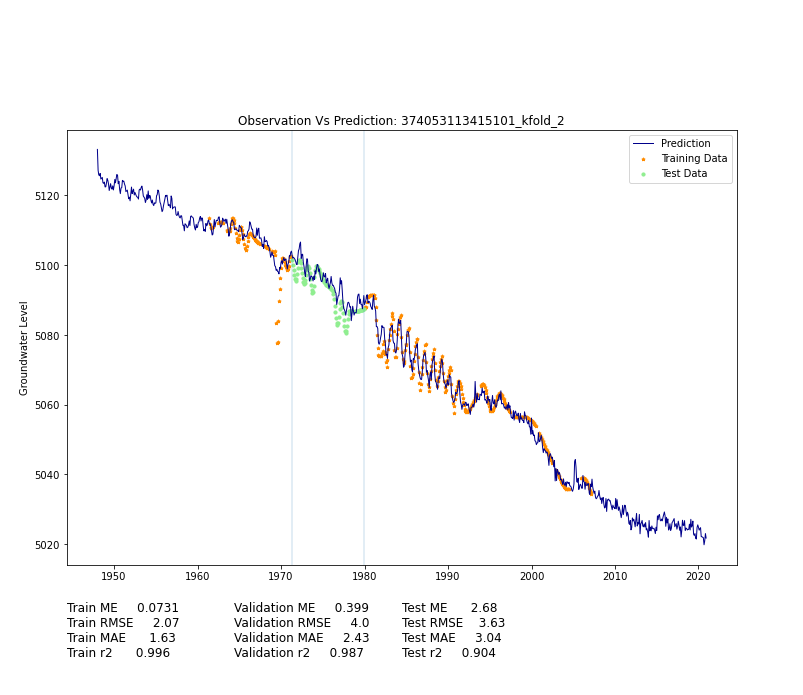 Observation Vs Prediction: 374053113415101_kfold_2
Prediction
Training Data
Test Data
Groundwater Level
5120
5100
5080
5060
5040
5020
1950 1960 1970 1980 1990 2000 2010 2020
Train ME 0.0731 Validation ME 0.399 Test ME 2.68
Train RMSE 2.07 Validation RMSE 4.0 Test RMSE 3.63
Train MAE 1.63 Validation MAE 2.43 Test MAE 3.04
Train r2 0.996 Validation r2 0.987 Test r2 0.904